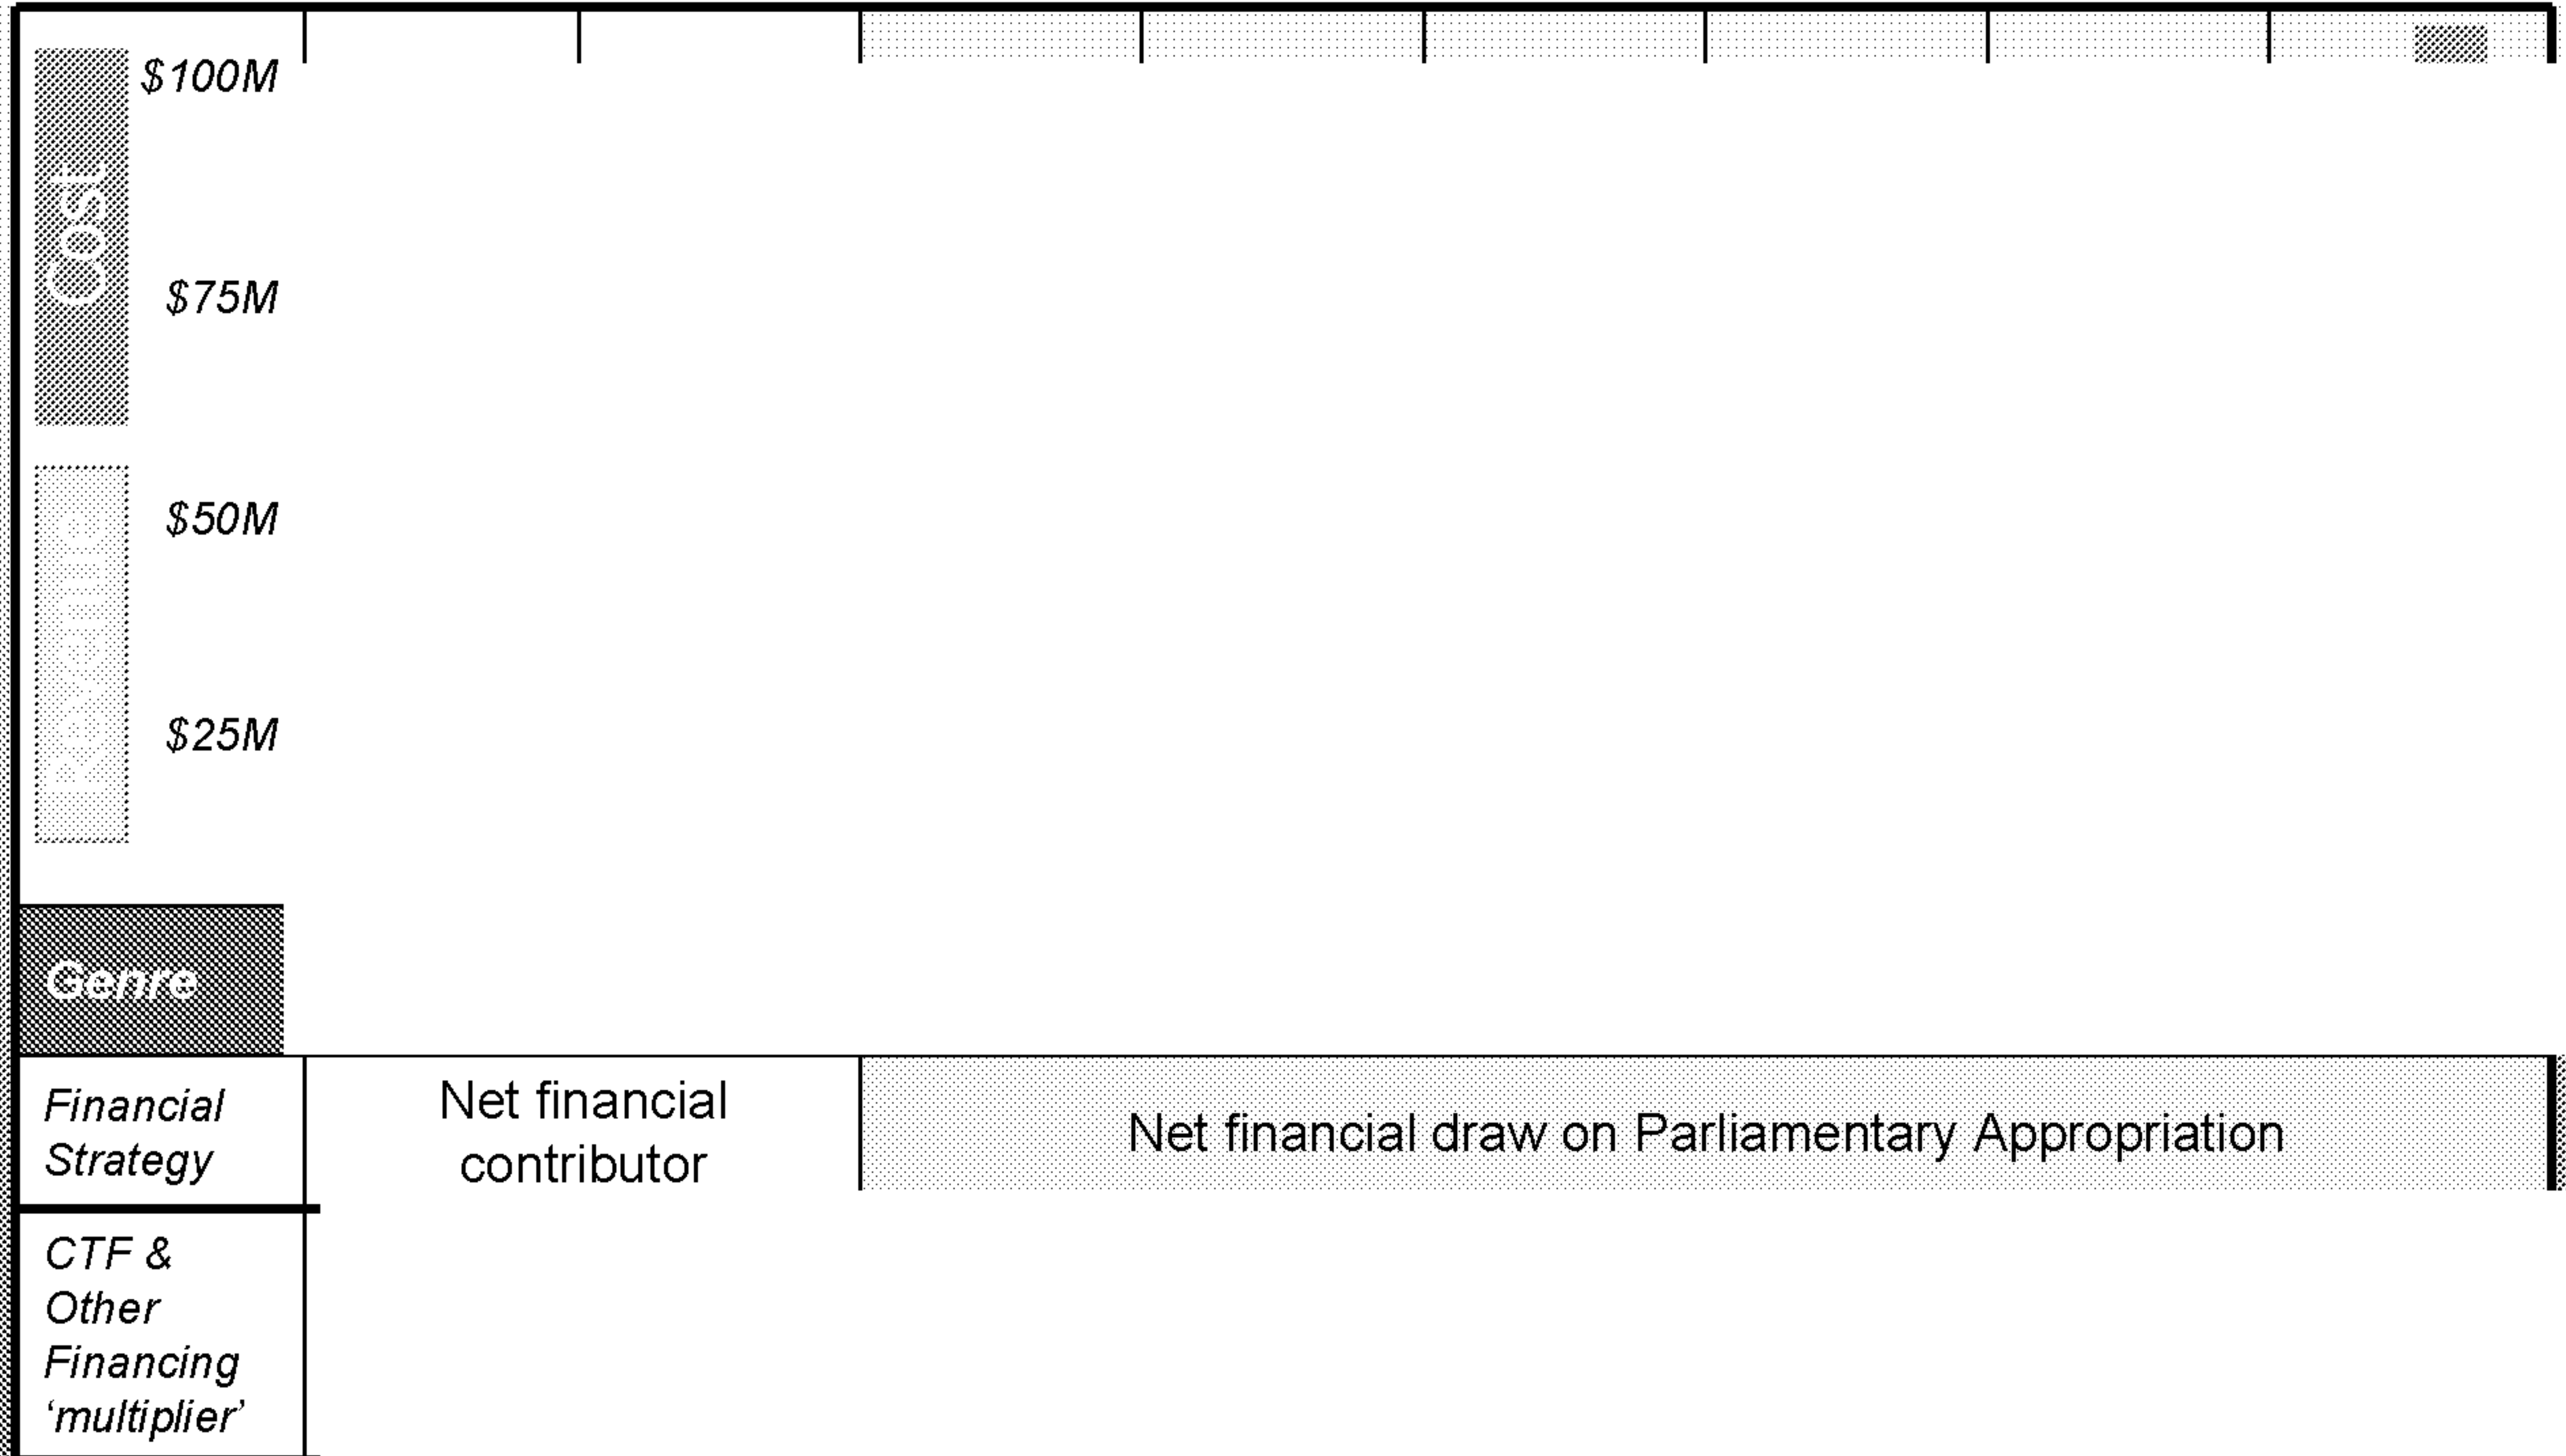 Cost
$100M
$75M
$50M
$25M
Genre
Financial
Strategy
Net financial
contributor
Net financial draw on Parliamentary Appropriation
CTF &
Other
Financing
‘multiplier’